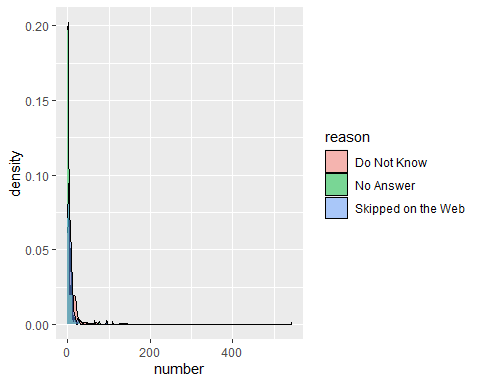 0.20
0.15
0.10
0.05
0.00
density
0
200
400
number
reason
Do Not Know
No Answer
Skipped on the Web